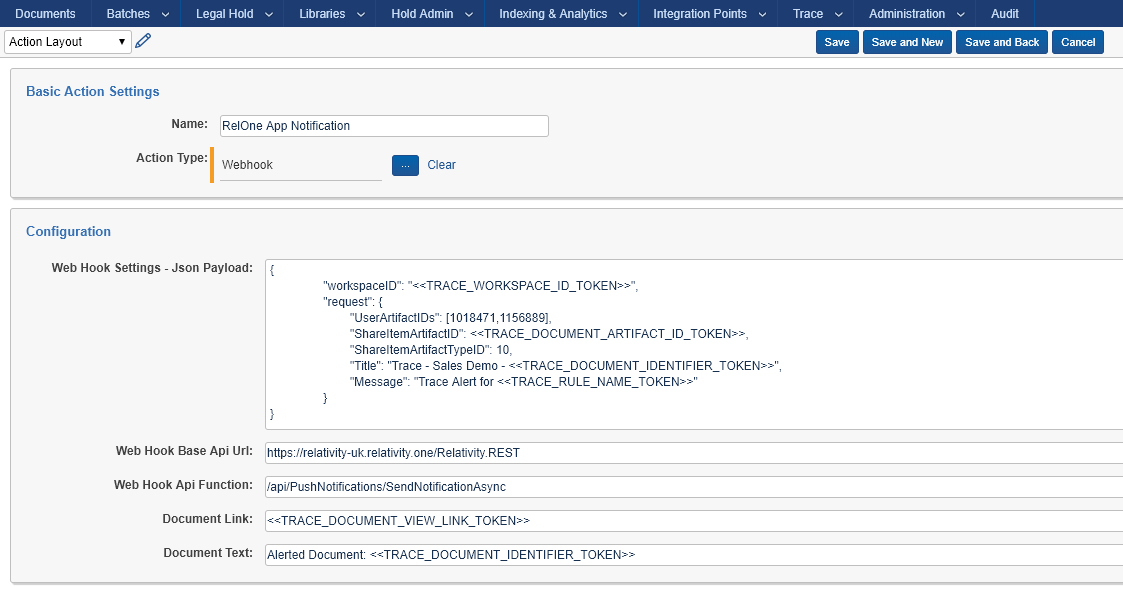 Documents Batches Legal Hold Libraries Hold Admin Indexing & Analytics Integration Points Trace Administration Audit
Action Layout Save Save and New Save and Back Cancel
Basic Action Settings
Name: RelOne App Notification
Action Type: Webhook ... Clear
Configuration
Web Hook Settings - Json Payload: {
"workspaceID": "<<TRACE_WORKSPACE_ID_TOKEN>>",
"request": {
"UserArtifactIDs": [1018471,1156889],
"ShareItemArtifactID": <<TRACE_DOCUMENT_ARTIFACT_ID_TOKEN>>,
"ShareItemArtifactTypeID": 10,
"Title": "Trace - Sales Demo - <<TRACE_DOCUMENT_IDENTIFIER_TOKEN>>",
"Message": "Trace Alert for <<TRACE_RULE_NAME_TOKEN>>"
}
}
Web Hook Base Api Url: https://relativity-uk.relativity.one/Relativity.REST
Web Hook Api Function: /api/PushNotifications/SendNotificationAsync
Document Link: <<TRACE_DOCUMENT_VIEW_LINK_TOKEN>>
Document Text: Alerted Document: <<TRACE_DOCUMENT_IDENTIFIER_TOKEN>>